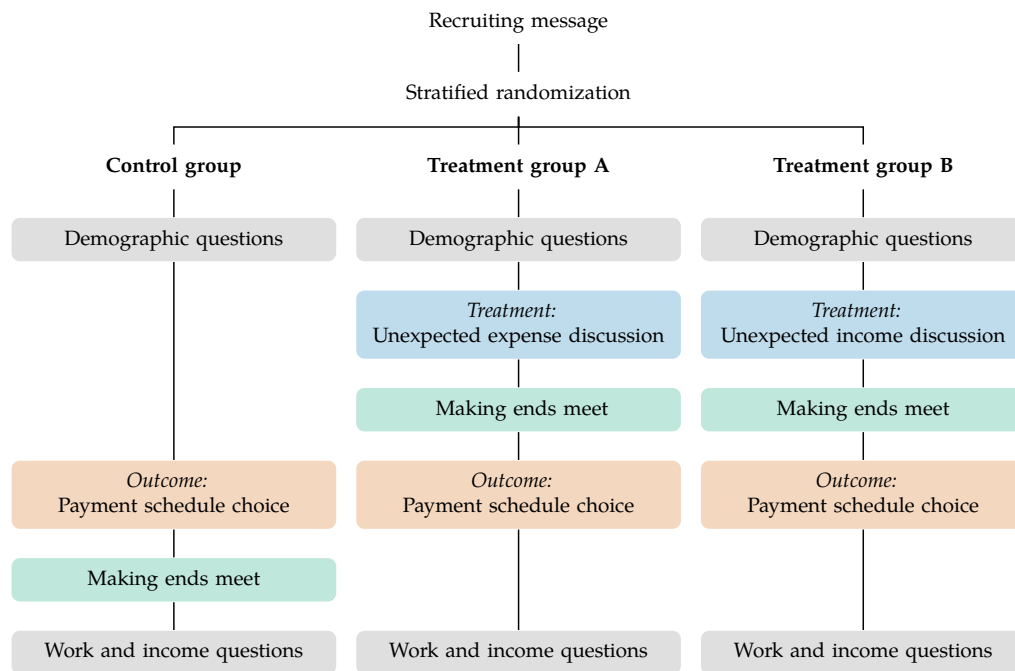 Recruiting message
Stratified randomization
Control group
Treatment group A
Treatment group B
Demographic questions
Demographic questions
Demographic questions
Treatment:
Unexpected expense discussion
Treatment:
Unexpected income discussion
Making ends meet
Making ends meet
Outcome:
Payment schedule choice
Outcome:
Payment schedule choice
Outcome:
Payment schedule choice
Making ends meet
Work and income questions
Work and income questions
Work and income questions